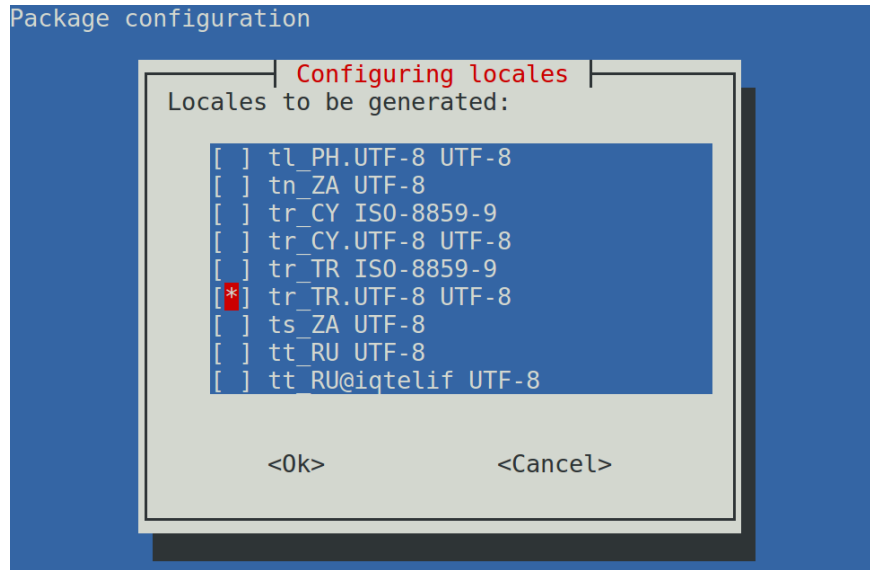 Package configuration
Configuring locales
Locales to be generated:
[ ] tl_PH.UTF-8 UTF-8
[ ] tn_ZA UTF-8
[ ] tr_CY ISO-8859-9
[ ] tr_CY.UTF-8 UTF-8
[ ] tr_TR ISO-8859-9
[*] tr_TR.UTF-8 UTF-8
[ ] ts_ZA UTF-8
[ ] tt_RU UTF-8
[ ] tt_RU@iqtelif UTF-8
<Ok> <Cancel>